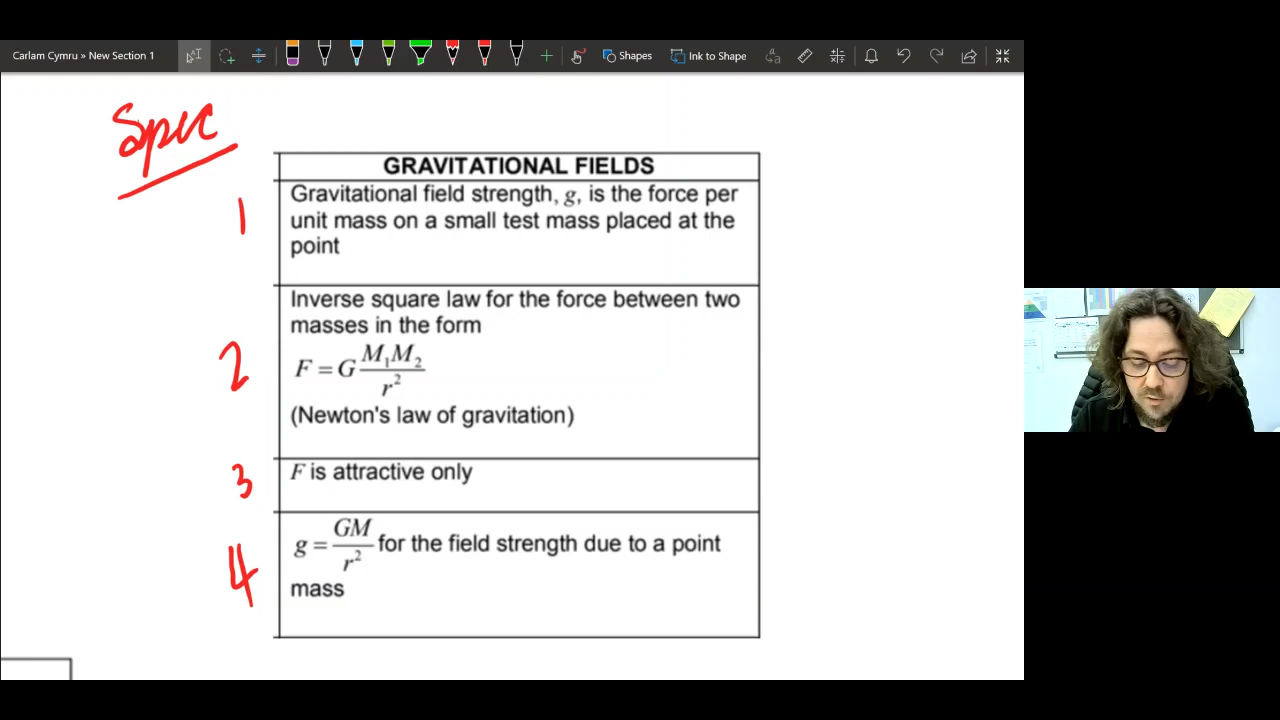 Carlam Cymru » New Section 1
Shapes
Ink to Shape
Spec
GRAVITATIONAL FIELDS
1
Gravitational field strength, g, is the force per
unit mass on a small test mass placed at the
point
Inverse square law for the force between two
masses in the form
2
F = G M₁M₂ / r²
(Newton's law of gravitation)
3
F is attractive only
4
g = GM / r² for the field strength due to a point
mass